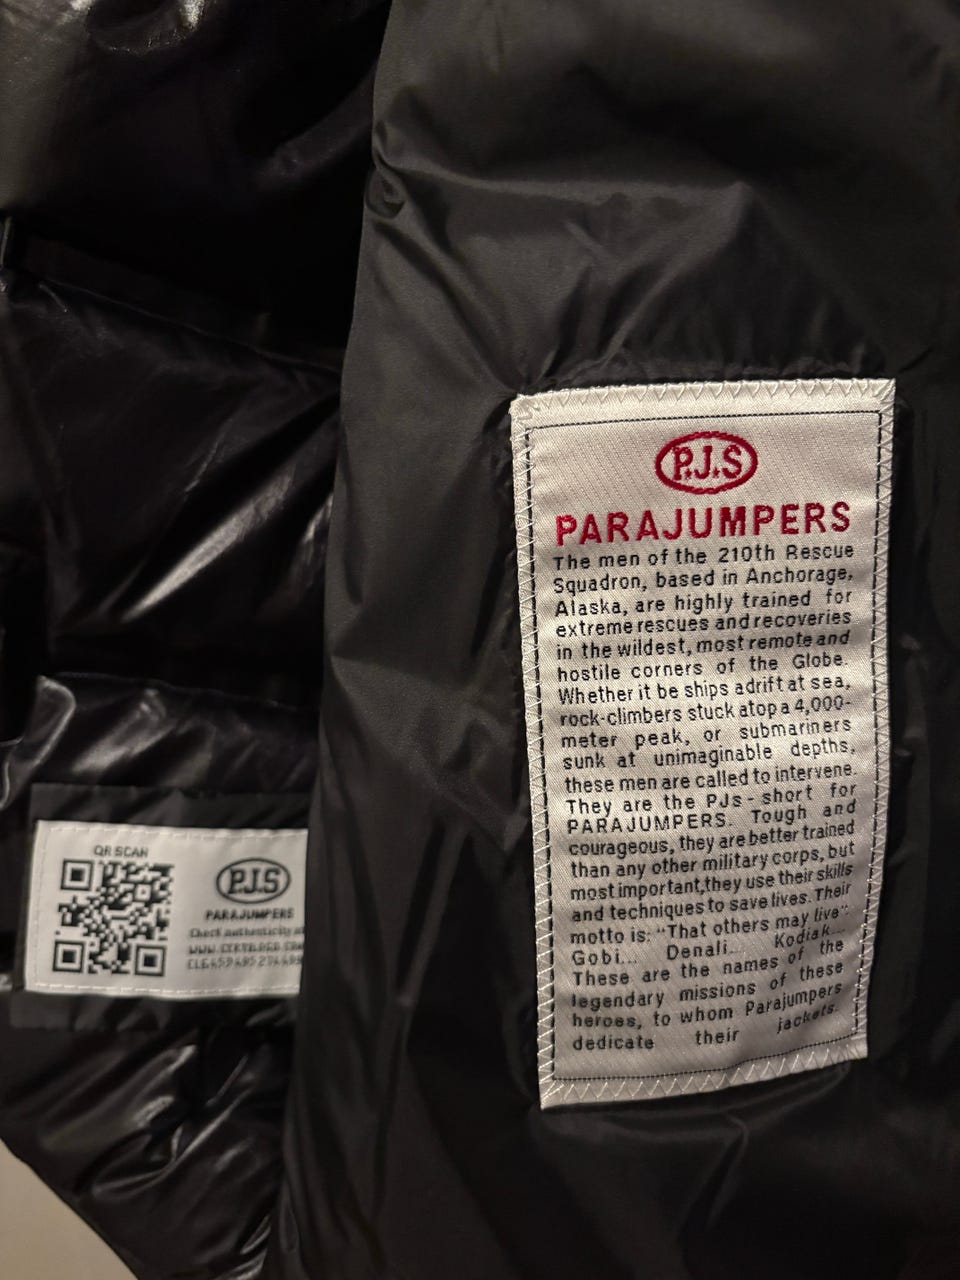 P.J.S
PARAJUMPERS
The men of the 210th Rescue
Squadron, based in Anchorage,
Alaska, are highly trained for
extreme rescues and recoveries
in the wildest, most remote and
hostile corners of the Globe.
Whether it be ships adrift at sea,
rock-climbers stuck atop a 4,000-
meter peak, or submariners
sunk at unimaginable depths,
these men are called to intervene.
They are the PJs - short for
PARAJUMPERS. Tough and
courageous, they are better trained
than any other military corps, but
most important,they use their skills
and techniques to save lives. Their
motto is: "That others may live".
Gobi... Denali... Kodiak...
These are the names of the
legendary missions of these
heroes, to whom Parajumpers
dedicate their jackets.
QR SCAN
P.J.S
PARAJUMPERS
Check authenticity at